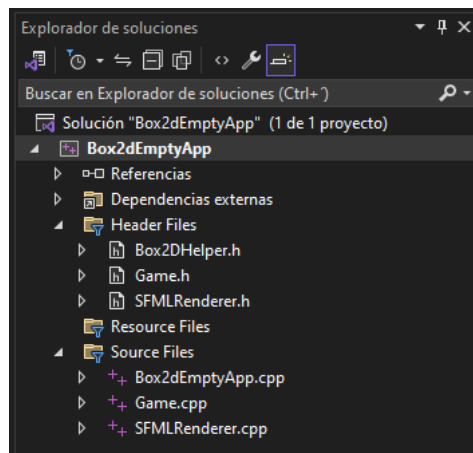 Explorador de soluciones
Buscar en Explorador de soluciones (Ctrl+´)
Solución "Box2dEmptyApp" (1 de 1 proyecto)
Box2dEmptyApp
Referencias
Dependencias externas
Header Files
Box2DHelper.h
Game.h
SFMLRenderer.h
Resource Files
Source Files
Box2dEmptyApp.cpp
Game.cpp
SFMLRenderer.cpp